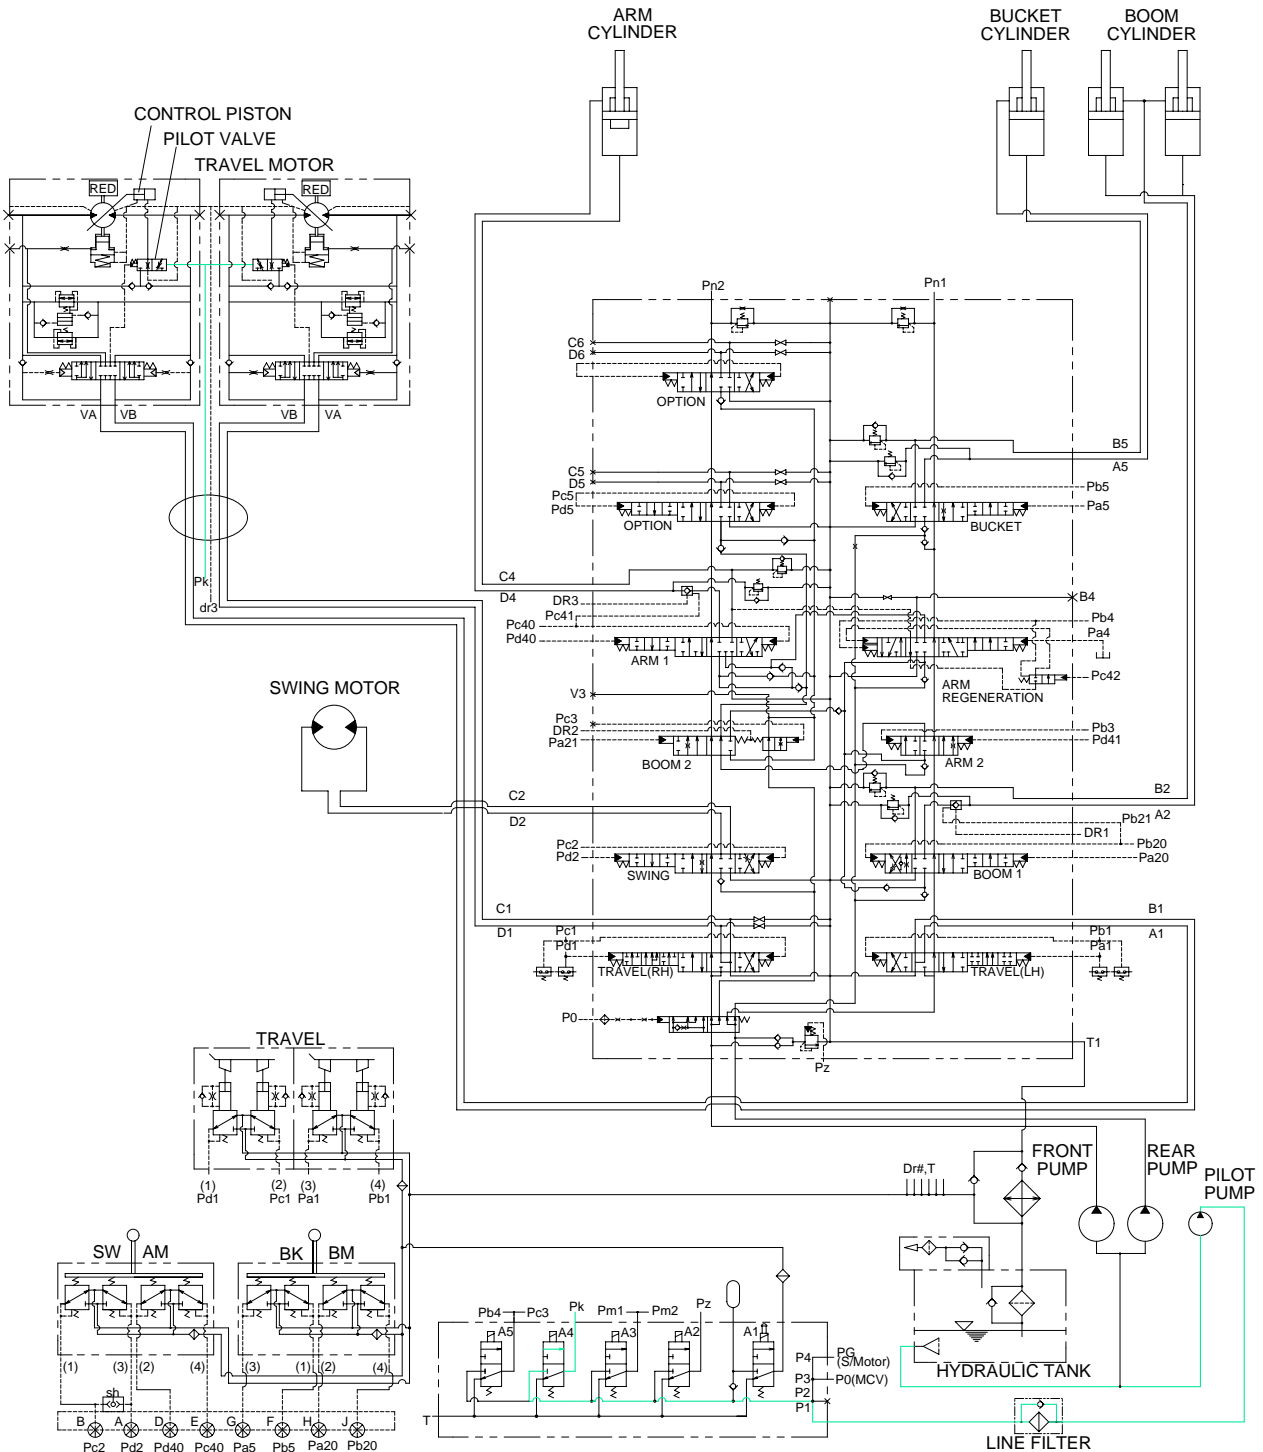 ARM
CYLINDER
BUCKET
CYLINDER
BOOM
CYLINDER
CONTROL PISTON
PILOT VALVE
TRAVEL MOTOR
RED
RED
VA
VB
VB
VA
Pk
dr3
Pn2
Pn1
C6
D6
OPTION
B5
A5
C5
D5
Pc5
Pd5
OPTION
Pb5
Pa5
BUCKET
C4
D4
DR3
Pc41
Pc40
Pd40
ARM 1
B4
Pb4
Pa4
Pc42
ARM
REGENERATION
SWING MOTOR
V3
Pc3
DR2
Pa21
BOOM 2
Pb3
Pd41
ARM 2
C2
D2
B2
A2
Pb21
DR1
Pc2
Pd2
SWING
Pb20
Pa20
BOOM 1
C1
D1
B1
A1
Pc1
Pd1
TRAVEL(RH)
Pb1
Pa1
TRAVEL(LH)
P0
Pz
T1
TRAVEL
(1)
Pd1
(2)
Pc1
(3)
Pa1
(4)
Pb1
Dr#,T
FRONT
PUMP
REAR
PUMP
PILOT
PUMP
SW
AM
BK
BM
(1)
(3)
(2)
(4)
(3)
(1)
(2)
(4)
sh
B
A
D
E
G
F
H
J
Pc2
Pd2
Pd40
Pc40
Pa5
Pb5
Pa20
Pb20
Pb4
Pc3
Pk
Pm1
Pm2
Pz
A5
A4
A3
A2
A1
T
P4
PG
(S/Motor)
P3
P0(MCV)
P2
P1
HYDRAULIC TANK
LINE FILTER